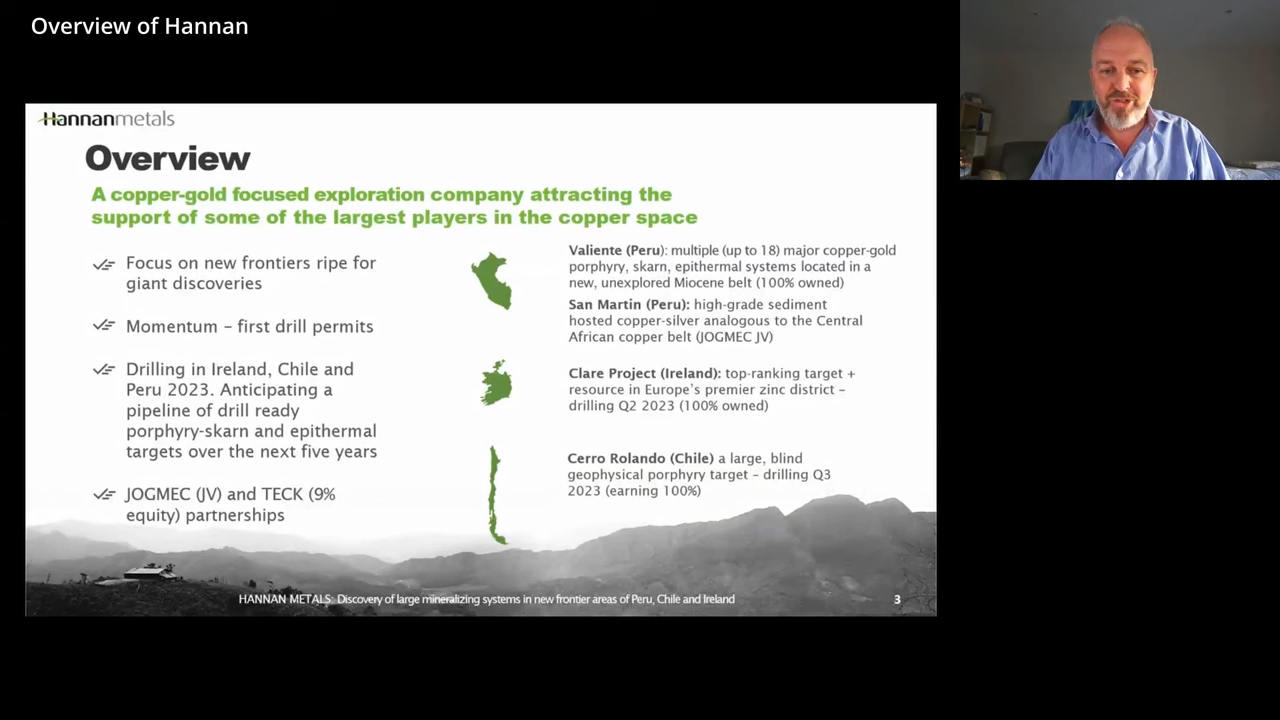 Overview of Hannan
Hannanmetals
Overview
A copper-gold focused exploration company attracting the
support of some of the largest players in the copper space
Focus on new frontiers ripe for
giant discoveries
Momentum – first drill permits
Drilling in Ireland, Chile and
Peru 2023. Anticipating a
pipeline of drill ready
porphyry-skarn and epithermal
targets over the next five years
JOGMEC (JV) and TECK (9%
equity) partnerships
Valiente (Peru): multiple (up to 18) major copper-gold
porphyry, skarn, epithermal systems located in a
new, unexplored Miocene belt (100% owned)
San Martin (Peru): high-grade sediment
hosted copper-silver analogous to the Central
African copper belt (JOGMEC JV)
Clare Project (Ireland): top-ranking target +
resource in Europe's premier zinc district –
drilling Q2 2023 (100% owned)
Cerro Rolando (Chile) a large, blind
geophysical porphyry target – drilling Q3
2023 (earning 100%)
HANNAN METALS: Discovery of large mineralizing systems in new frontier areas of Peru, Chile and Ireland
3